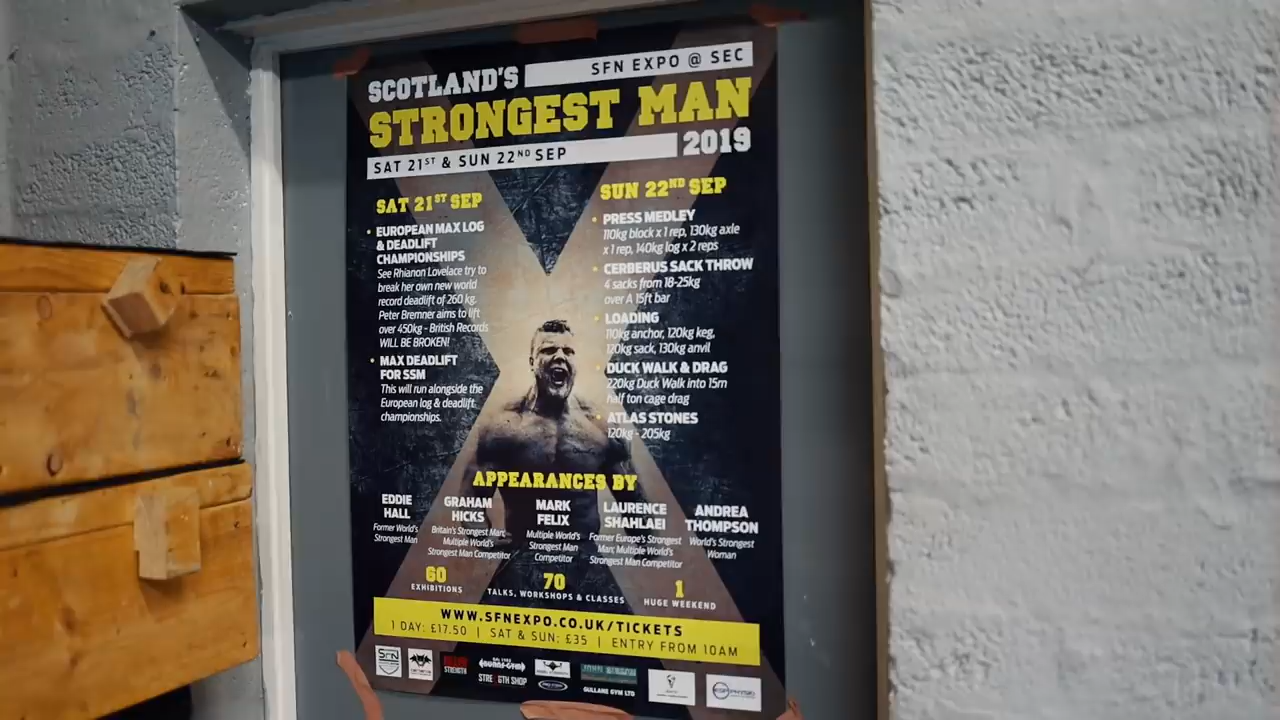 SCOTLAND'S
SFN EXPO @ SEC
STRONGEST MAN
SAT 21ST & SUN 22ND SEP
2019
SAT 21ST SEP
• EUROPEAN MAX LOG
& DEADLIFT
CHAMPIONSHIPS
See Rhianon Lovelace try to
break her own new world
record deadlift of 260 kg.
Peter Bremner aims to lift
over 450kg - British Records
WILL BE BROKEN!
• MAX DEADLIFT
FOR SSM
This will run alongside the
European log & deadlift
championships.
SUN 22ND SEP
• PRESS MEDLEY
110kg block x 1 rep, 130kg axle
x 1 rep, 140kg log x 2 reps
• CERBERUS SACK THROW
4 sacks from 18-25kg
over A 15ft bar
• LOADING
110kg anchor, 120kg keg,
120kg sack, 130kg anvil
• DUCK WALK & DRAG
220kg Duck Walk into 15m
half ton cage drag
• ATLAS STONES
120kg - 205kg
APPEARANCES BY
EDDIE
HALL
Former World's
Strongest Man
GRAHAM
HICKS
Britain's Strongest Man;
Multiple World's
Strongest Man Competitor
MARK
FELIX
Multiple World's
Strongest Man
Competitor
LAURENCE
SHAHLAEI
Former Europe's Strongest
Man; Multiple World's
Strongest Man Competitor
ANDREA
THOMPSON
World's Strongest
Woman
60
EXHIBITIONS
70
TALKS, WORKSHOPS & CLASSES
1
HUGE WEEKEND
WWW.SFNEXPO.CO.UK/TICKETS
1 DAY: £17.50 | SAT & SUN: £35 | ENTRY FROM 10AM
SFN
STRENGTH
STRENGTH SHOP
GULLANE GYM LTD